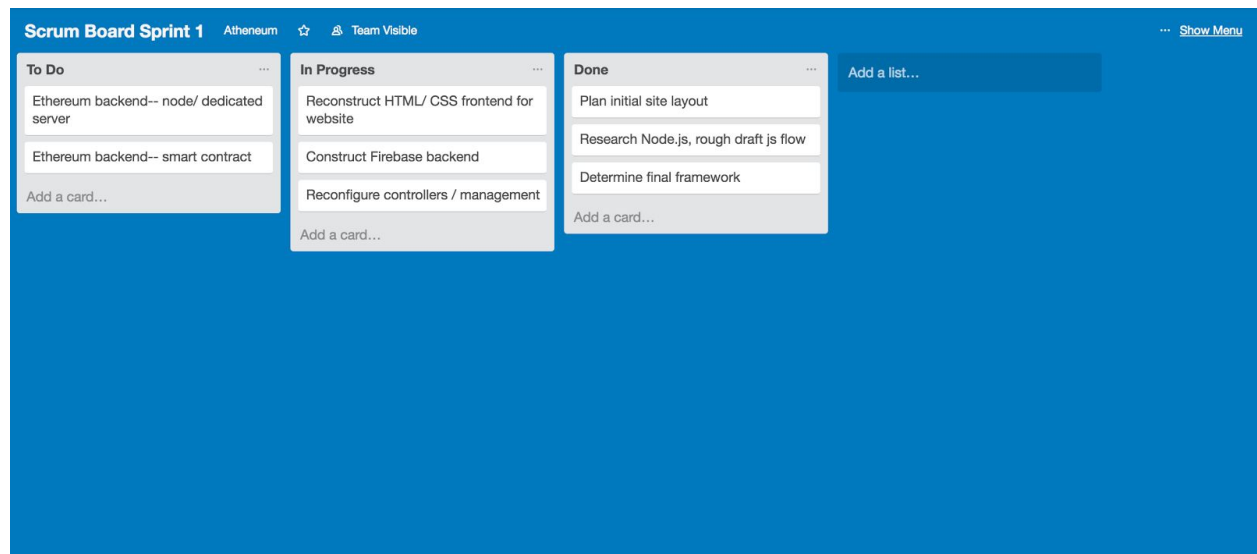 Scrum Board Sprint 1 Atheneum Team Visible ... Show Menu
To Do ...
Ethereum backend-- node/ dedicated
server
Ethereum backend-- smart contract
Add a card...
In Progress ...
Reconstruct HTML/ CSS frontend for
website
Construct Firebase backend
Reconfigure controllers / management
Add a card...
Done ...
Plan initial site layout
Research Node.js, rough draft js flow
Determine final framework
Add a card...
Add a list...